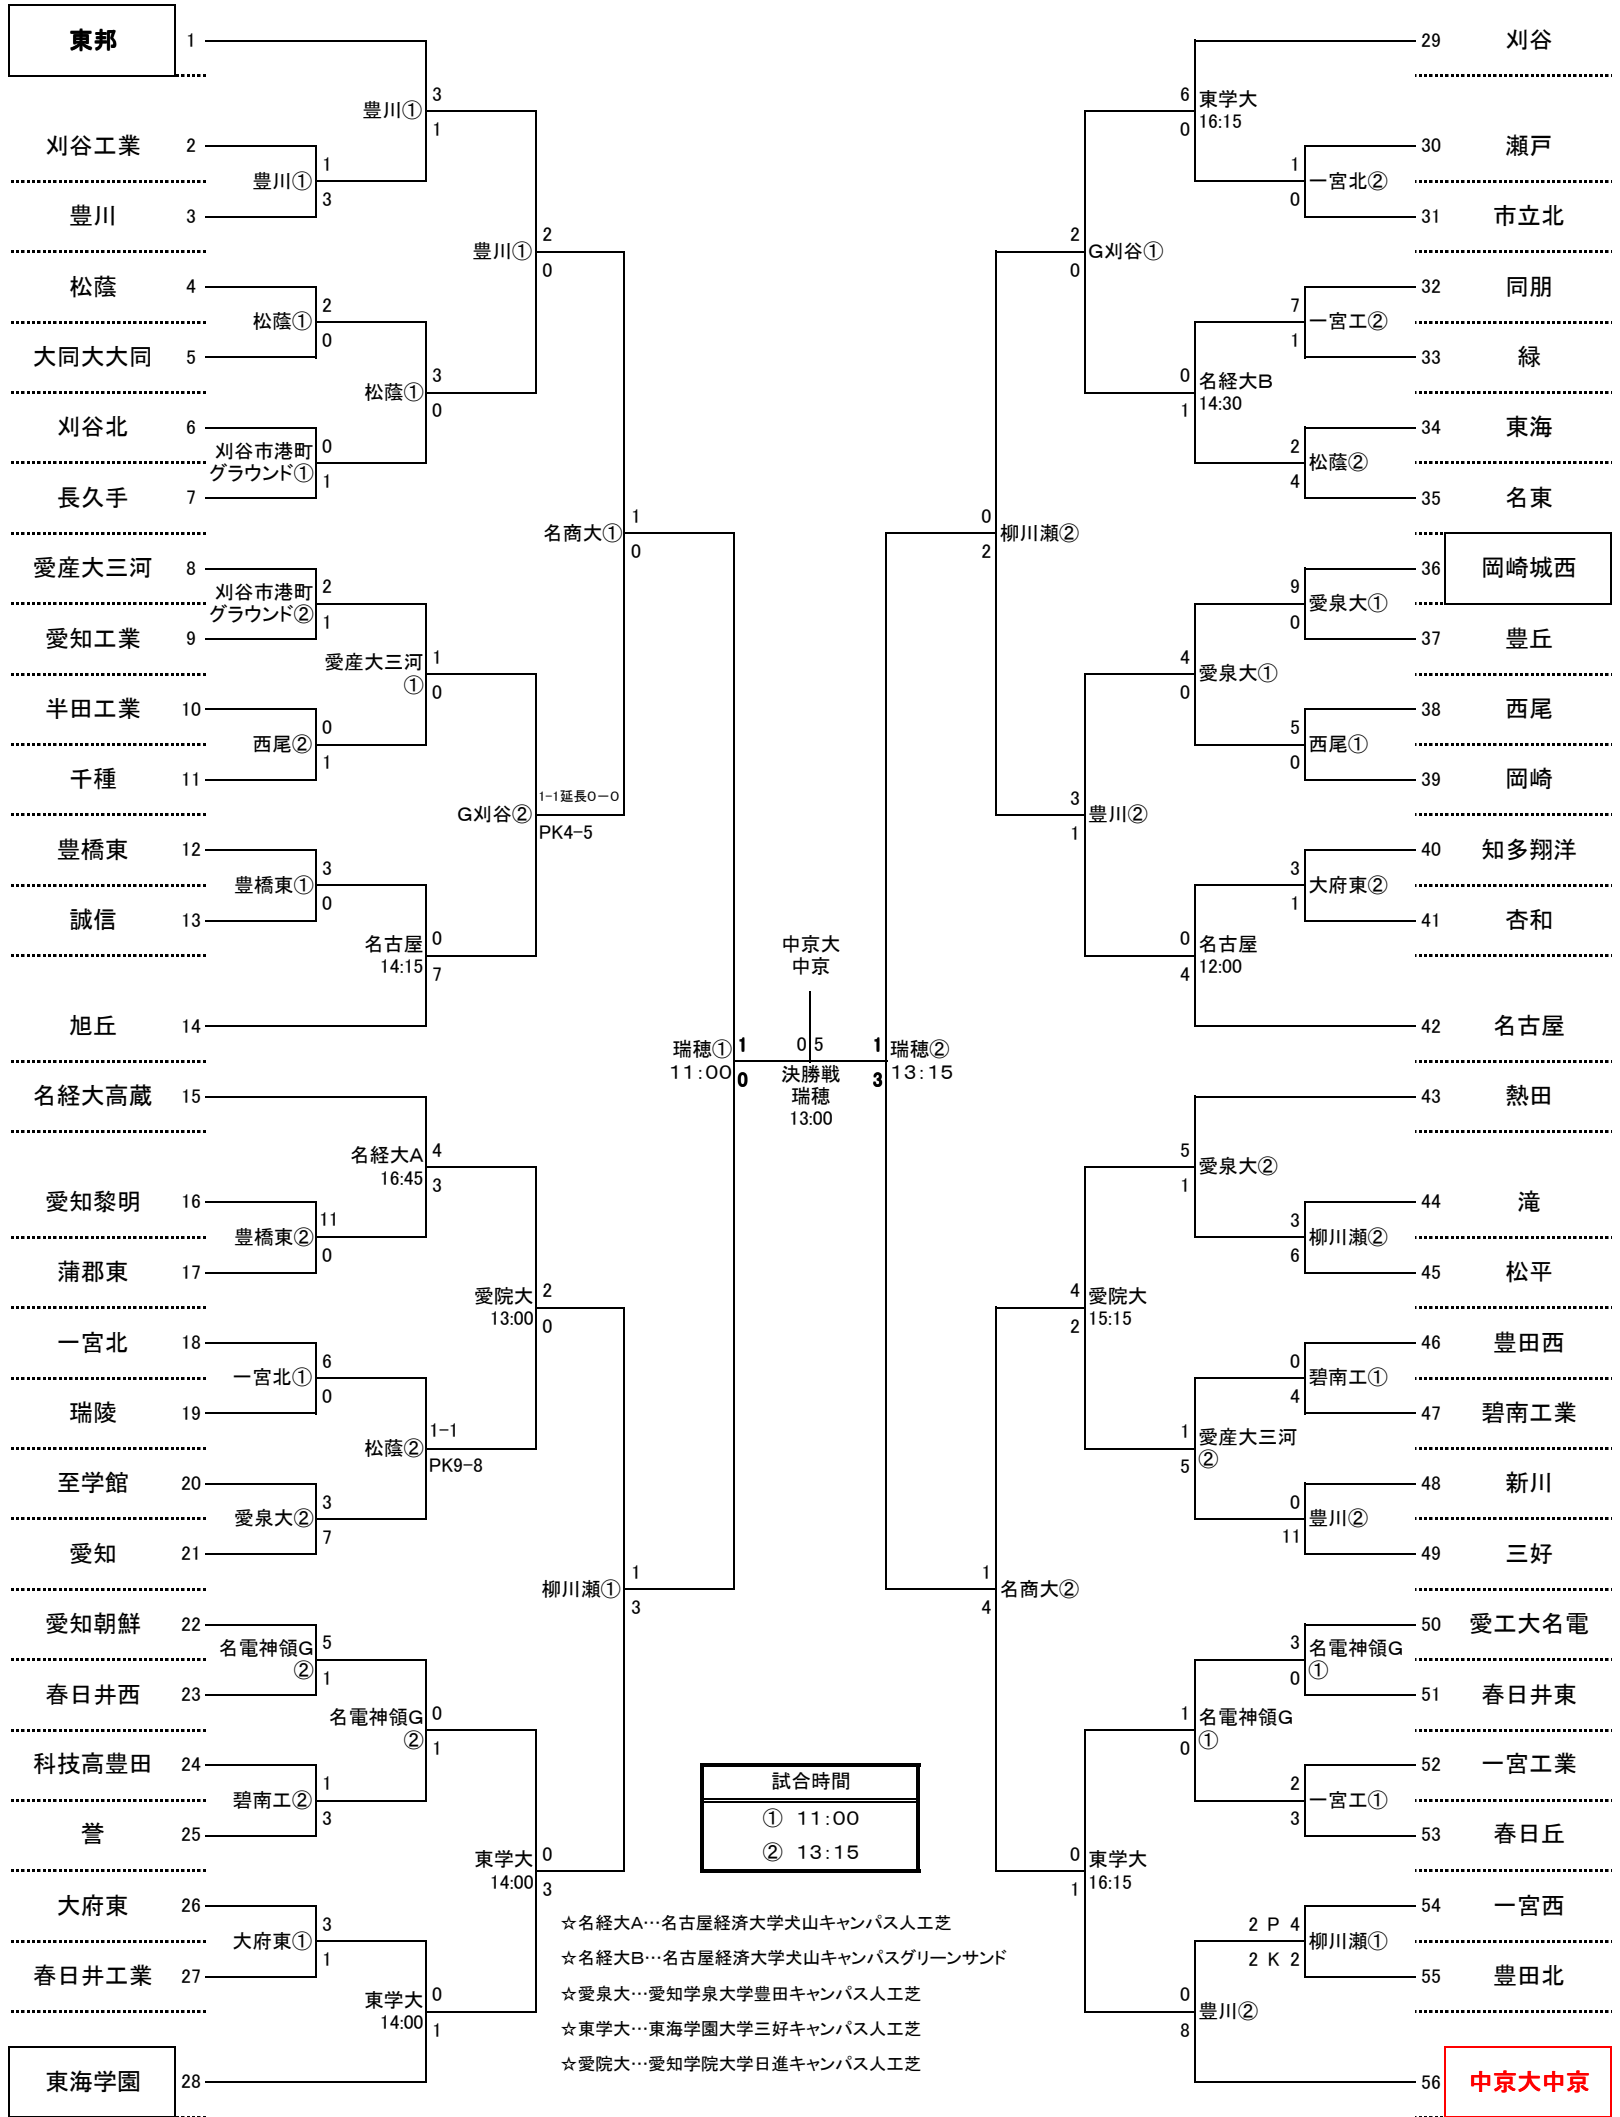 東邦 1
刈谷工業 2
豊川 3
松蔭 4
大同大大同 5
刈谷北 6
長久手 7
愛産大三河 8
愛知工業 9
半田工業 10
千種 11
豊橋東 12
誠信 13
旭丘 14
名経大高蔵 15
愛知黎明 16
蒲郡東 17
一宮北 18
瑞陵 19
至学館 20
愛知 21
愛知朝鮮 22
春日井西 23
科技高豊田 24
誉 25
大府東 26
春日井工業 27
東海学園 28
豊川① 1 3
松蔭① 2 0
刈谷市港町
グラウンド① 0 1
刈谷市港町
グラウンド② 2 1
西尾② 0 1
豊橋東① 3 0
豊橋東② 11 0
一宮北① 6 0
愛泉大② 3 7
名電神領G
② 5 1
碧南工② 1 3
大府東① 3 1
豊川① 3 1
松蔭① 3 0
愛産大三河
① 1 0
名古屋
14:15 0 7
名経大A
16:45 4 3
松蔭② 1-1
PK9-8
名電神領G
② 0 1
東学大
14:00 0 1
豊川① 2 0
G刈谷② 1-1延長0-0
PK4-5
愛院大
13:00 2 0
東学大
14:00 0 3
名商大① 1 0
柳川瀬① 1 3
瑞穂① 1
11:00 0
中京大
中京
0 5
決勝戦
瑞穂
13:00
1 瑞穂②
3 13:15
0 柳川瀬②
2
1 名商大②
4
2 G刈谷①
0
3 豊川②
1
4 愛院大
2 15:15
0 東学大
1 16:15
6 東学大
0 16:15
0 名経大B
1 14:30
4 愛泉大①
0
0 名古屋
4 12:00
5 愛泉大②
1
1 愛産大三河
5 ②
1 名電神領G
0 ①
0 豊川②
8
1 一宮北②
0
7 一宮工②
1
2 松蔭②
4
9 愛泉大①
0
5 西尾①
0
3 大府東②
1
3 柳川瀬②
6
0 碧南工①
4
0 豊川②
11
3 名電神領G
0 ①
2 一宮工①
3
2 P 4 柳川瀬①
2 K 2
29 刈谷
30 瀬戸
31 市立北
32 同朋
33 緑
34 東海
35 名東
36 岡崎城西
37 豊丘
38 西尾
39 岡崎
40 知多翔洋
41 杏和
42 名古屋
43 熱田
44 滝
45 松平
46 豊田西
47 碧南工業
48 新川
49 三好
50 愛工大名電
51 春日井東
52 一宮工業
53 春日丘
54 一宮西
55 豊田北
56 中京大中京
試合時間
① 11:00
② 13:15
☆名経大A…名古屋経済大学犬山キャンパス人工芝
☆名経大B…名古屋経済大学犬山キャンパスグリーンサンド
☆愛泉大…愛知学泉大学豊田キャンパス人工芝
☆東学大…東海学園大学三好キャンパス人工芝
☆愛院大…愛知学院大学日進キャンパス人工芝